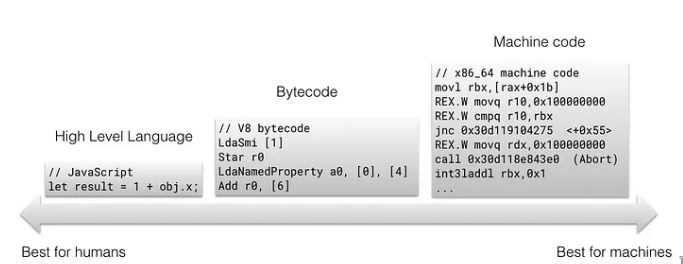 High Level Language
// JavaScript
let result = 1 + obj.x;
Bytecode
// V8 bytecode
LdaSmi [1]
Star r0
LdaNamedProperty a0, [0], [4]
Add r0, [6]
Machine code
// x86_64 machine code
movl rbx,[rax+0x1b]
REX.W movq r10,0x100000000
REX.W cmpq r10,rbx
jnc 0x30d119104275  <+0x55>
REX.W movq rdx,0x100000000
call 0x30d118e843e0  (Abort)
int3laddl rbx,0x1
...
Best for humans
Best for machines